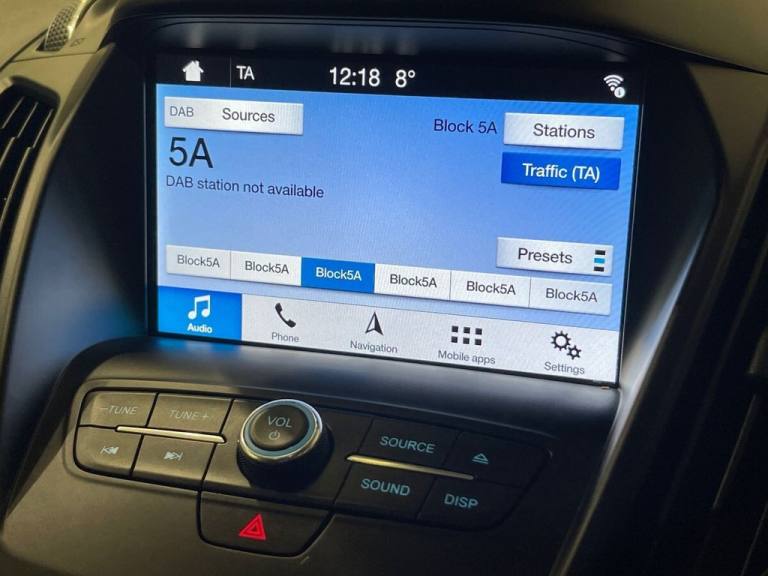 TA 12:18 8°
DAB Sources
Block 5A Stations
5A
DAB station not available
Traffic (TA)
Presets
Block5A Block5A Block5A Block5A Block5A Block5A
Audio Phone Navigation Mobile apps Settings
-TUNE TUNE+
VOL
SOURCE
SOUND
DISP